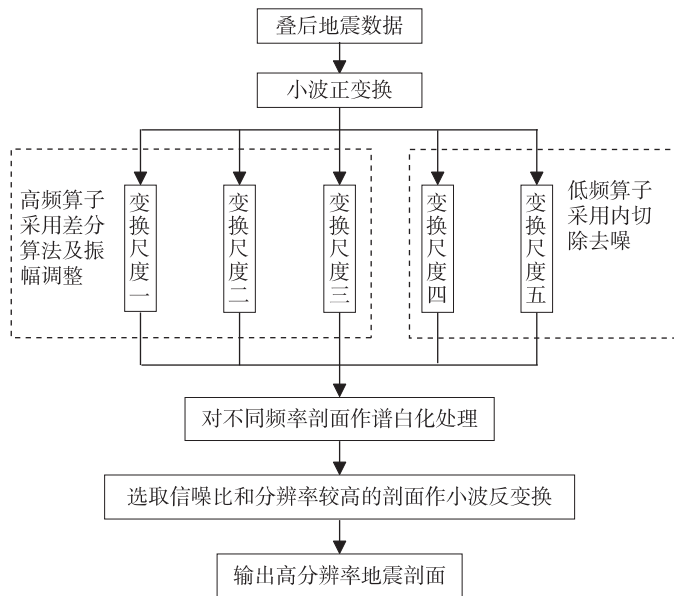 叠后地震数据
小波正变换
高频算子
采用差分
算法及振
幅调整
变换尺度一
变换尺度二
变换尺度三
变换尺度四
变换尺度五
低频算子
采用内切
除去噪
对不同频率剖面作谱白化处理
选取信噪比和分辨率较高的剖面作小波反变换
输出高分辨率地震剖面